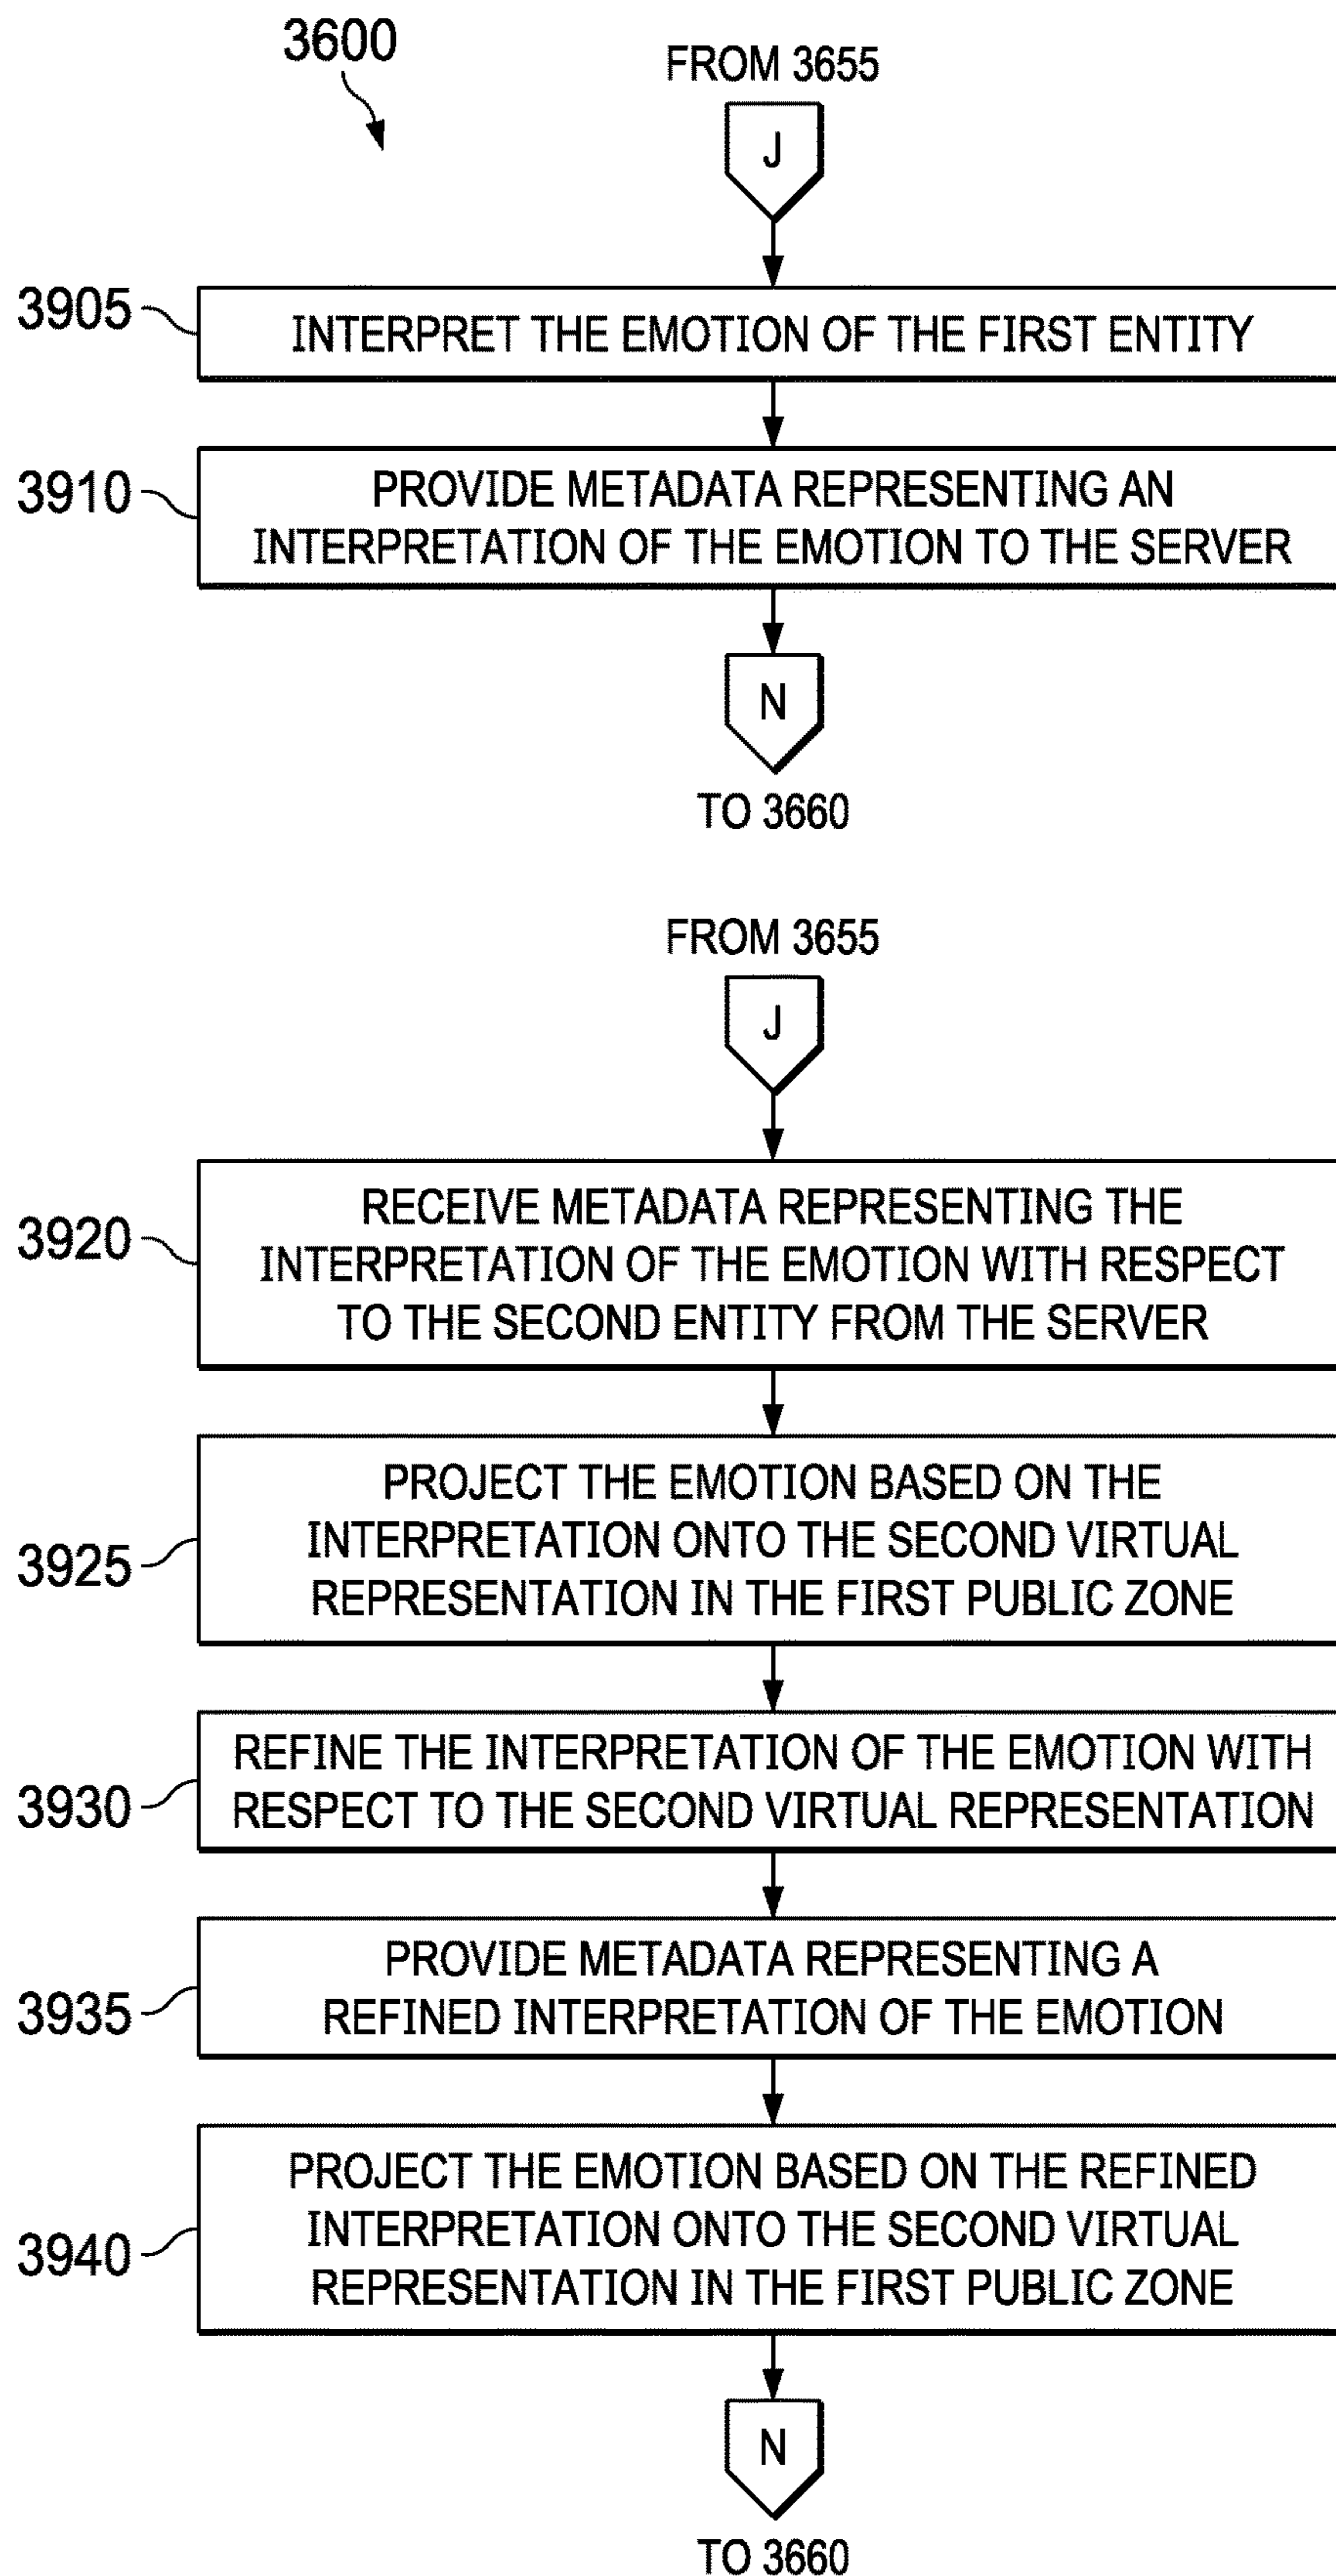 3600
FROM 3655
J
3905
INTERPRET THE EMOTION OF THE FIRST ENTITY
3910
PROVIDE METADATA REPRESENTING AN
INTERPRETATION OF THE EMOTION TO THE SERVER
N
TO 3660
FROM 3655
J
3920
RECEIVE METADATA REPRESENTING THE
INTERPRETATION OF THE EMOTION WITH RESPECT
TO THE SECOND ENTITY FROM THE SERVER
3925
PROJECT THE EMOTION BASED ON THE
INTERPRETATION ONTO THE SECOND VIRTUAL
REPRESENTATION IN THE FIRST PUBLIC ZONE
3930
REFINE THE INTERPRETATION OF THE EMOTION WITH
RESPECT TO THE SECOND VIRTUAL REPRESENTATION
3935
PROVIDE METADATA REPRESENTING A
REFINED INTERPRETATION OF THE EMOTION
3940
PROJECT THE EMOTION BASED ON THE REFINED
INTERPRETATION ONTO THE SECOND VIRTUAL
REPRESENTATION IN THE FIRST PUBLIC ZONE
N
TO 3660